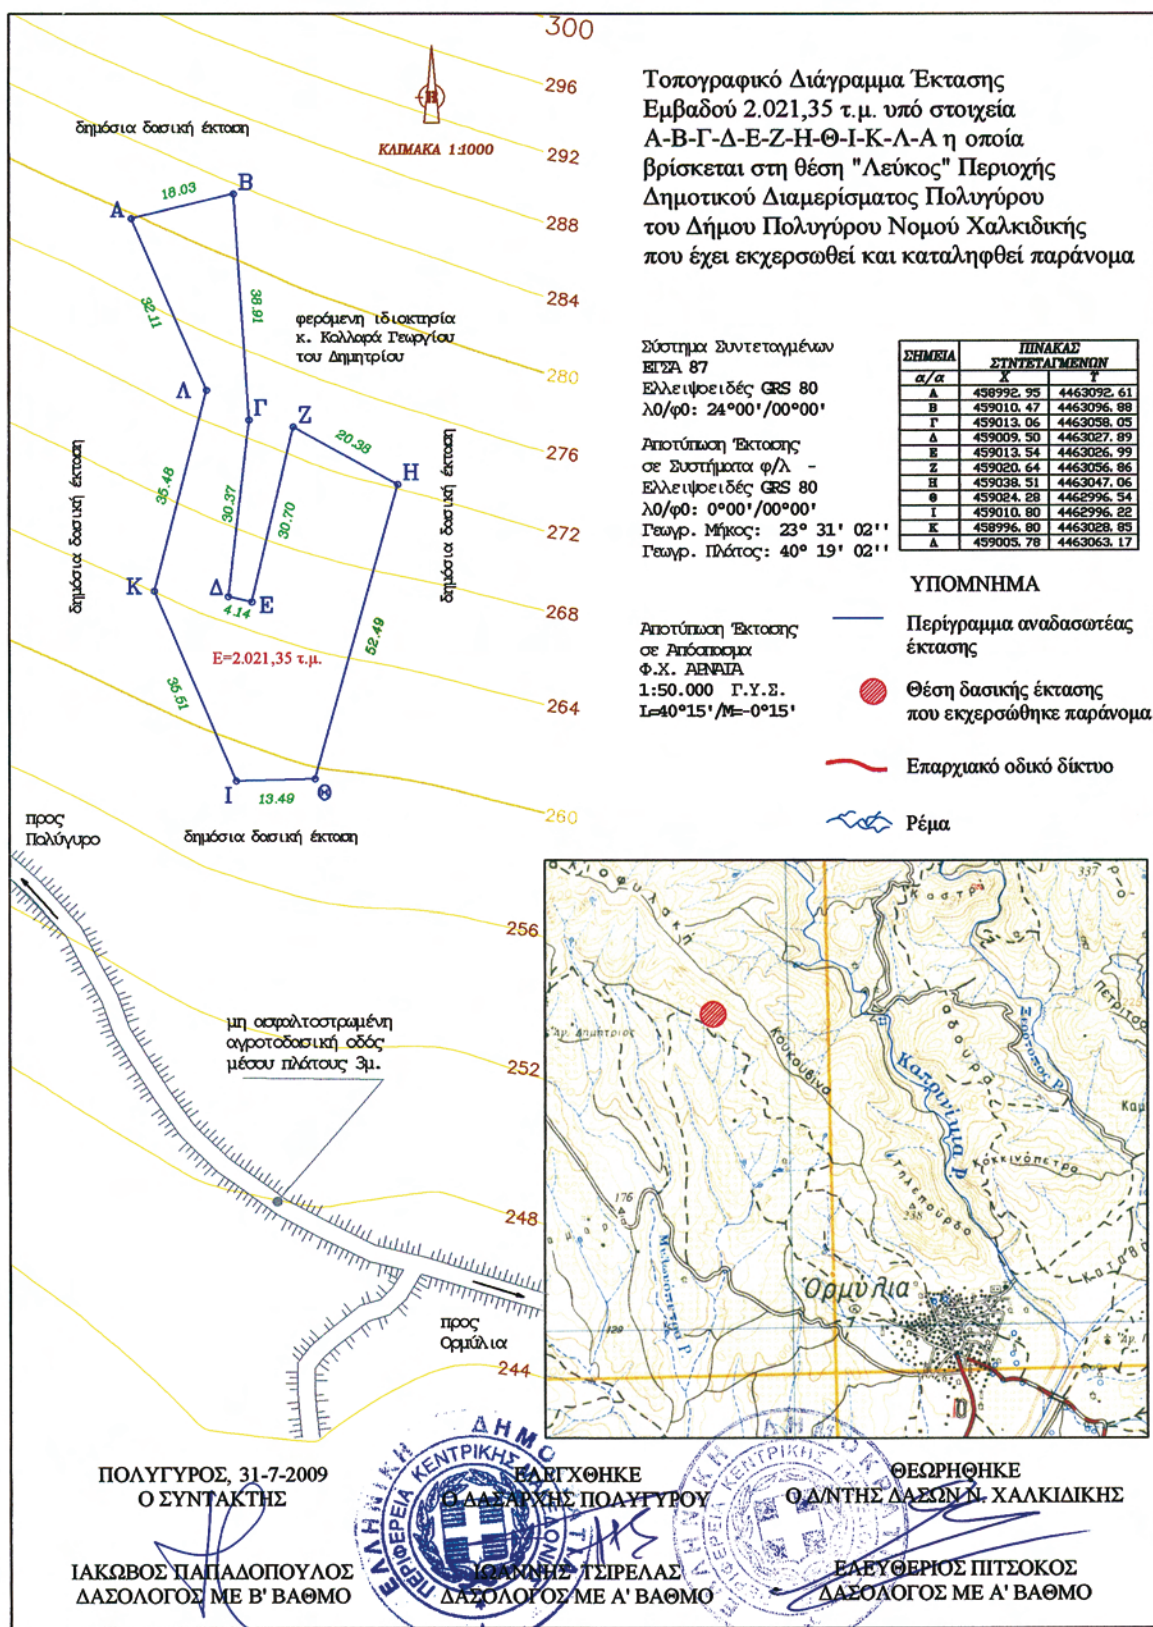 300
296
292
288
284
280
276
272
268
264
260
256
252
248
244
Β
ΚΛΙΜΑΚΑ 1:1000
δημόσια δασική έκταση
Α
18.03
Β
32.11
38.91
φερόμενη ιδιοκτησία
κ. Κολλαρά Γεωργίου
του Δημητρίου
Λ
Γ
Ζ
20.38
Η
35.48
30.37
30.70
δημόσια δασική έκταση
δημόσια δασική έκταση
Κ
Δ
4.14
Ε
52.49
Ε=2.021,35 τ.μ.
35.51
Ι
13.49
Θ
δημόσια δασική έκταση
προς
Πολύγυρο
μη ασφαλτοστρωμένη
αγροτοδασική οδός
μέσου πλάτους 3μ.
προς
Ορμύλια
Τοπογραφικό Διάγραμμα Έκτασης
Εμβαδού 2.021,35 τ.μ. υπό στοιχεία
Α-Β-Γ-Δ-Ε-Ζ-Η-Θ-Ι-Κ-Λ-Α η οποία
βρίσκεται στη θέση "Λεύκος" Περιοχής
Δημοτικού Διαμερίσματος Πολυγύρου
του Δήμου Πολυγύρου Νομού Χαλκιδικής
που έχει εκχερσωθεί και καταληφθεί παράνομα
Σύστημα Συντεταγμένων
ΕΓΣΑ 87
Ελλειψοειδές GRS 80
λ0/φ0: 24°00'/00°00'
Αποτύπωση Έκτασης
σε Συστήματα φ/λ -
Ελλειψοειδές GRS 80
λ0/φ0: 0°00'/00°00'
Γεωγρ. Μήκος: 23° 31' 02''
Γεωγρ. Πλάτος: 40° 19' 02''
Αποτύπωση Έκτασης
σε Απόσπασμα
Φ.Χ. ΑΡΝΑΙΑ
1:50.000 Γ.Υ.Σ.
L=40°15'/M=-0°15'
ΣΗΜΕΙΑ ΠΙΝΑΚΑΣ ΣΥΝΤΕΤΑΓΜΕΝΩΝ
α/α Χ Υ
Α 458992.95 4463092.61
Β 459010.47 4463096.88
Γ 459013.06 4463058.05
Δ 459009.50 4463027.89
Ε 459013.54 4463026.99
Ζ 459020.64 4463056.86
Η 459038.51 4463047.06
Θ 459024.28 4462996.54
Ι 459010.80 4462996.22
Κ 458996.80 4463028.85
Λ 459005.78 4463063.17
ΥΠΟΜΝΗΜΑ
Περίγραμμα αναδασωτέας
έκτασης
Θέση δασικής έκτασης
που εκχερσώθηκε παράνομα
Επαρχιακό οδικό δίκτυο
Ρέμα
Καστρί
337
Πετρίτσα
Αγ. Δημήτριος
Κουκουβίνα
Καπρινίκια Ρ.
Κοκκινόπετρα
Τηλεπούρδα
238
176
Ορμύλια
ΠΟΛΥΓΥΡΟΣ, 31-7-2009
Ο ΣΥΝΤΑΚΤΗΣ
ΙΑΚΩΒΟΣ ΠΑΠΑΔΟΠΟΥΛΟΣ
ΔΑΣΟΛΟΓΟΣ ΜΕ Β' ΒΑΘΜΟ
ΕΛΕΓΧΘΗΚΕ
Ο ΔΑΣΑΡΧΗΣ ΠΟΛΥΓΥΡΟΥ
ΙΩΑΝΝΗΣ ΤΣΙΡΕΛΑΣ
ΔΑΣΟΛΟΓΟΣ ΜΕ Α' ΒΑΘΜΟ
ΘΕΩΡΗΘΗΚΕ
Ο Δ/ΝΤΗΣ ΔΑΣΩΝ Ν. ΧΑΛΚΙΔΙΚΗΣ
ΕΛΕΥΘΕΡΙΟΣ ΠΙΤΣΟΚΟΣ
ΔΑΣΟΛΟΓΟΣ ΜΕ Α' ΒΑΘΜΟ